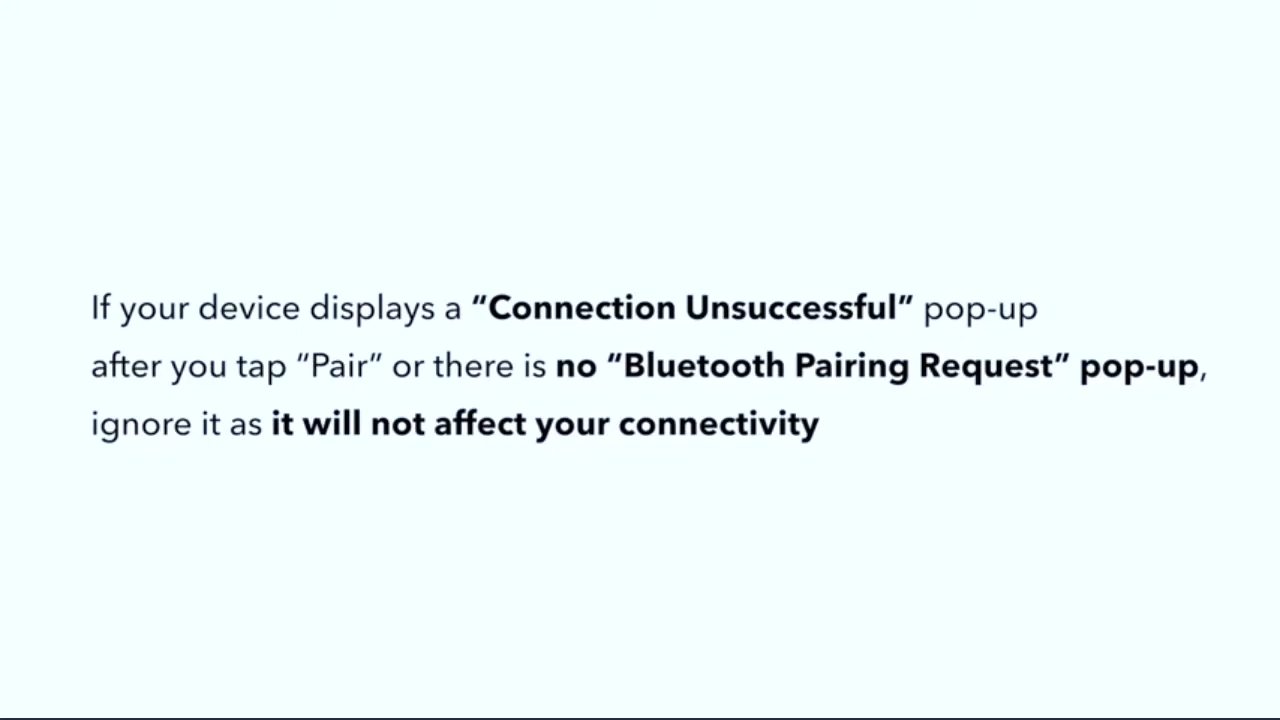 If your device displays a “Connection Unsuccessful” pop-up
after you tap “Pair” or there is no “Bluetooth Pairing Request” pop-up,
ignore it as it will not affect your connectivity